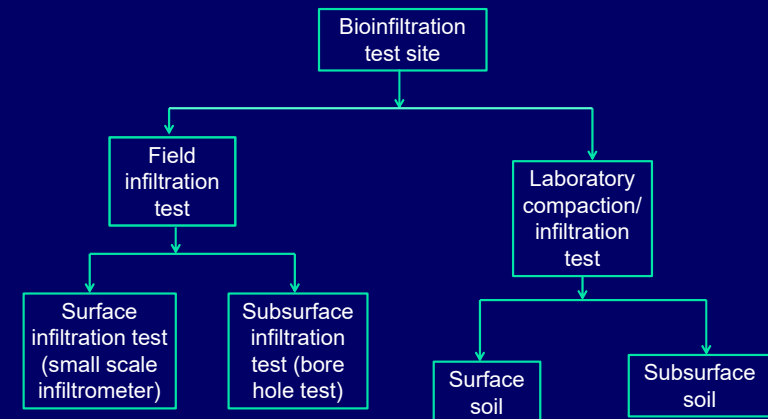 Bioinfiltration
test site
Field
infiltration
test
Laboratory
compaction/
infiltration
test
Surface
infiltration test
(small scale
infiltrometer)
Subsurface
infiltration
test (bore
hole test)
Surface
soil
Subsurface
soil